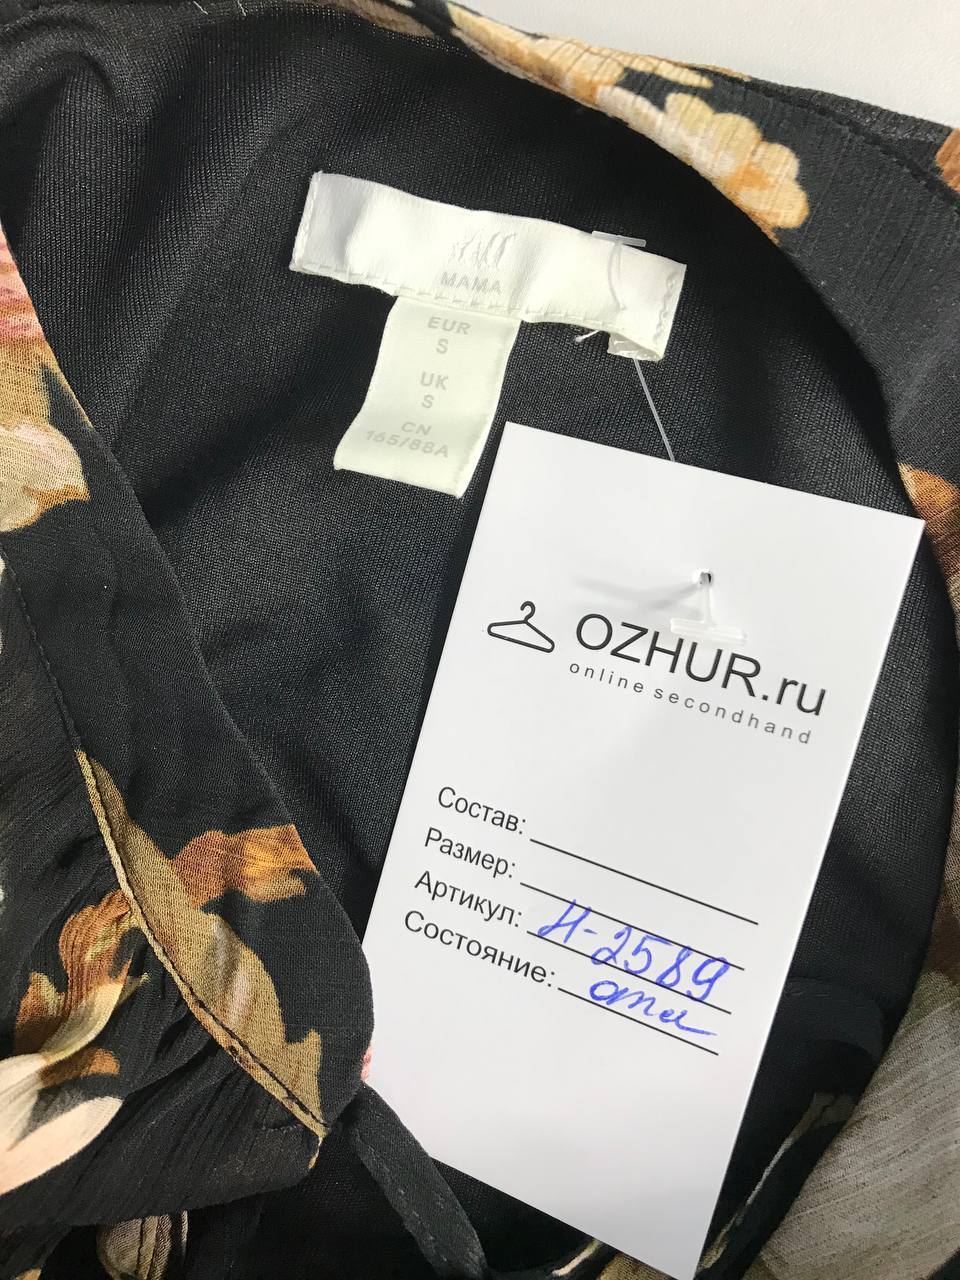 H&M
MAMA
EUR
S
UK
S
CN
165/88A
OZHUR.ru
online secondhand
Состав:
Размер:
Артикул: Н-2589
Состояние: отл